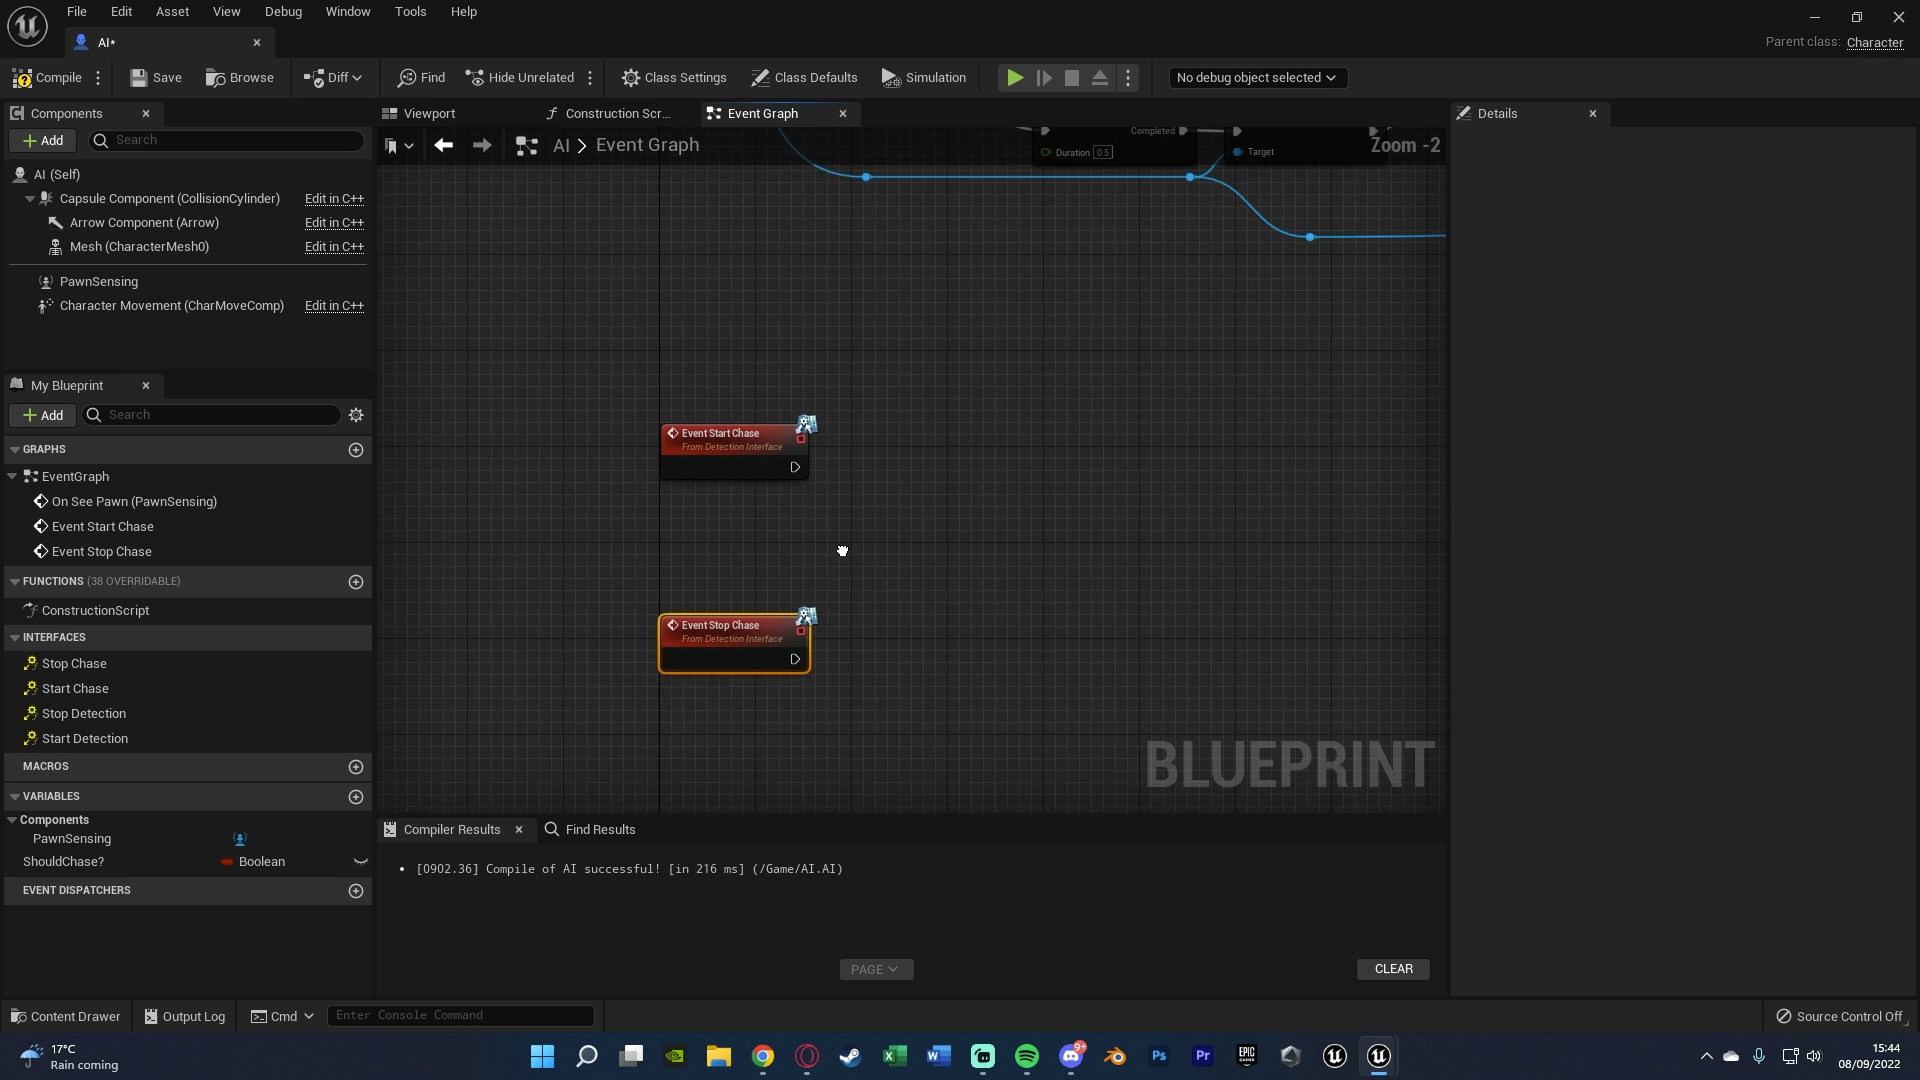 File Edit Asset View Debug Window Tools Help
AI*
Parent class: Character
Compile Save Browse Diff Find Hide Unrelated Class Settings Class Defaults Simulation No debug object selected
Components
Add Search
AI (Self)
Capsule Component (CollisionCylinder) Edit in C++
Arrow Component (Arrow) Edit in C++
Mesh (CharacterMesh0) Edit in C++
PawnSensing
Character Movement (CharMoveComp) Edit in C++
My Blueprint
Add Search
GRAPHS
EventGraph
On See Pawn (PawnSensing)
Event Start Chase
Event Stop Chase
FUNCTIONS (38 OVERRIDABLE)
ConstructionScript
INTERFACES
Stop Chase
Start Chase
Stop Detection
Start Detection
MACROS
VARIABLES
Components
PawnSensing
ShouldChase? Boolean
EVENT DISPATCHERS
Viewport Construction Scr... Event Graph
AI > Event Graph
Zoom -2
Completed
Duration 0.5
Target
Event Start Chase
From Detection Interface
Event Stop Chase
From Detection Interface
BLUEPRINT
Compiler Results Find Results
• [0902.36] Compile of AI successful! [in 216 ms] (/Game/AI.AI)
PAGE
CLEAR
Details
Content Drawer Output Log Cmd Enter Console Command Source Control Off
17°C
Rain coming
X
W
9+
Ps
Pr
EPIC
GAMES
15:44
08/09/2022